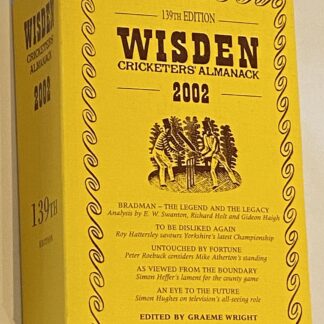 WISDEN
CRICKETERS'
ALMANACK
2002
139TH
EDITION
139TH EDITION
WISDEN
CRICKETERS' ALMANACK
2002
BRADMAN – THE LEGEND AND THE LEGACY
Analysis by E. W. Swanton, Richard Holt and Gideon Haigh
TO BE DISLIKED AGAIN
Roy Hattersley savours Yorkshire's latest Championship
UNTOUCHED BY FORTUNE
Peter Roebuck considers Mike Atherton's standing
AS VIEWED FROM THE BOUNDARY
Simon Heffer's lament for the county game
AN EYE TO THE FUTURE
Simon Hughes on television's all-seeing role
EDITED BY GRAEME WRIGHT